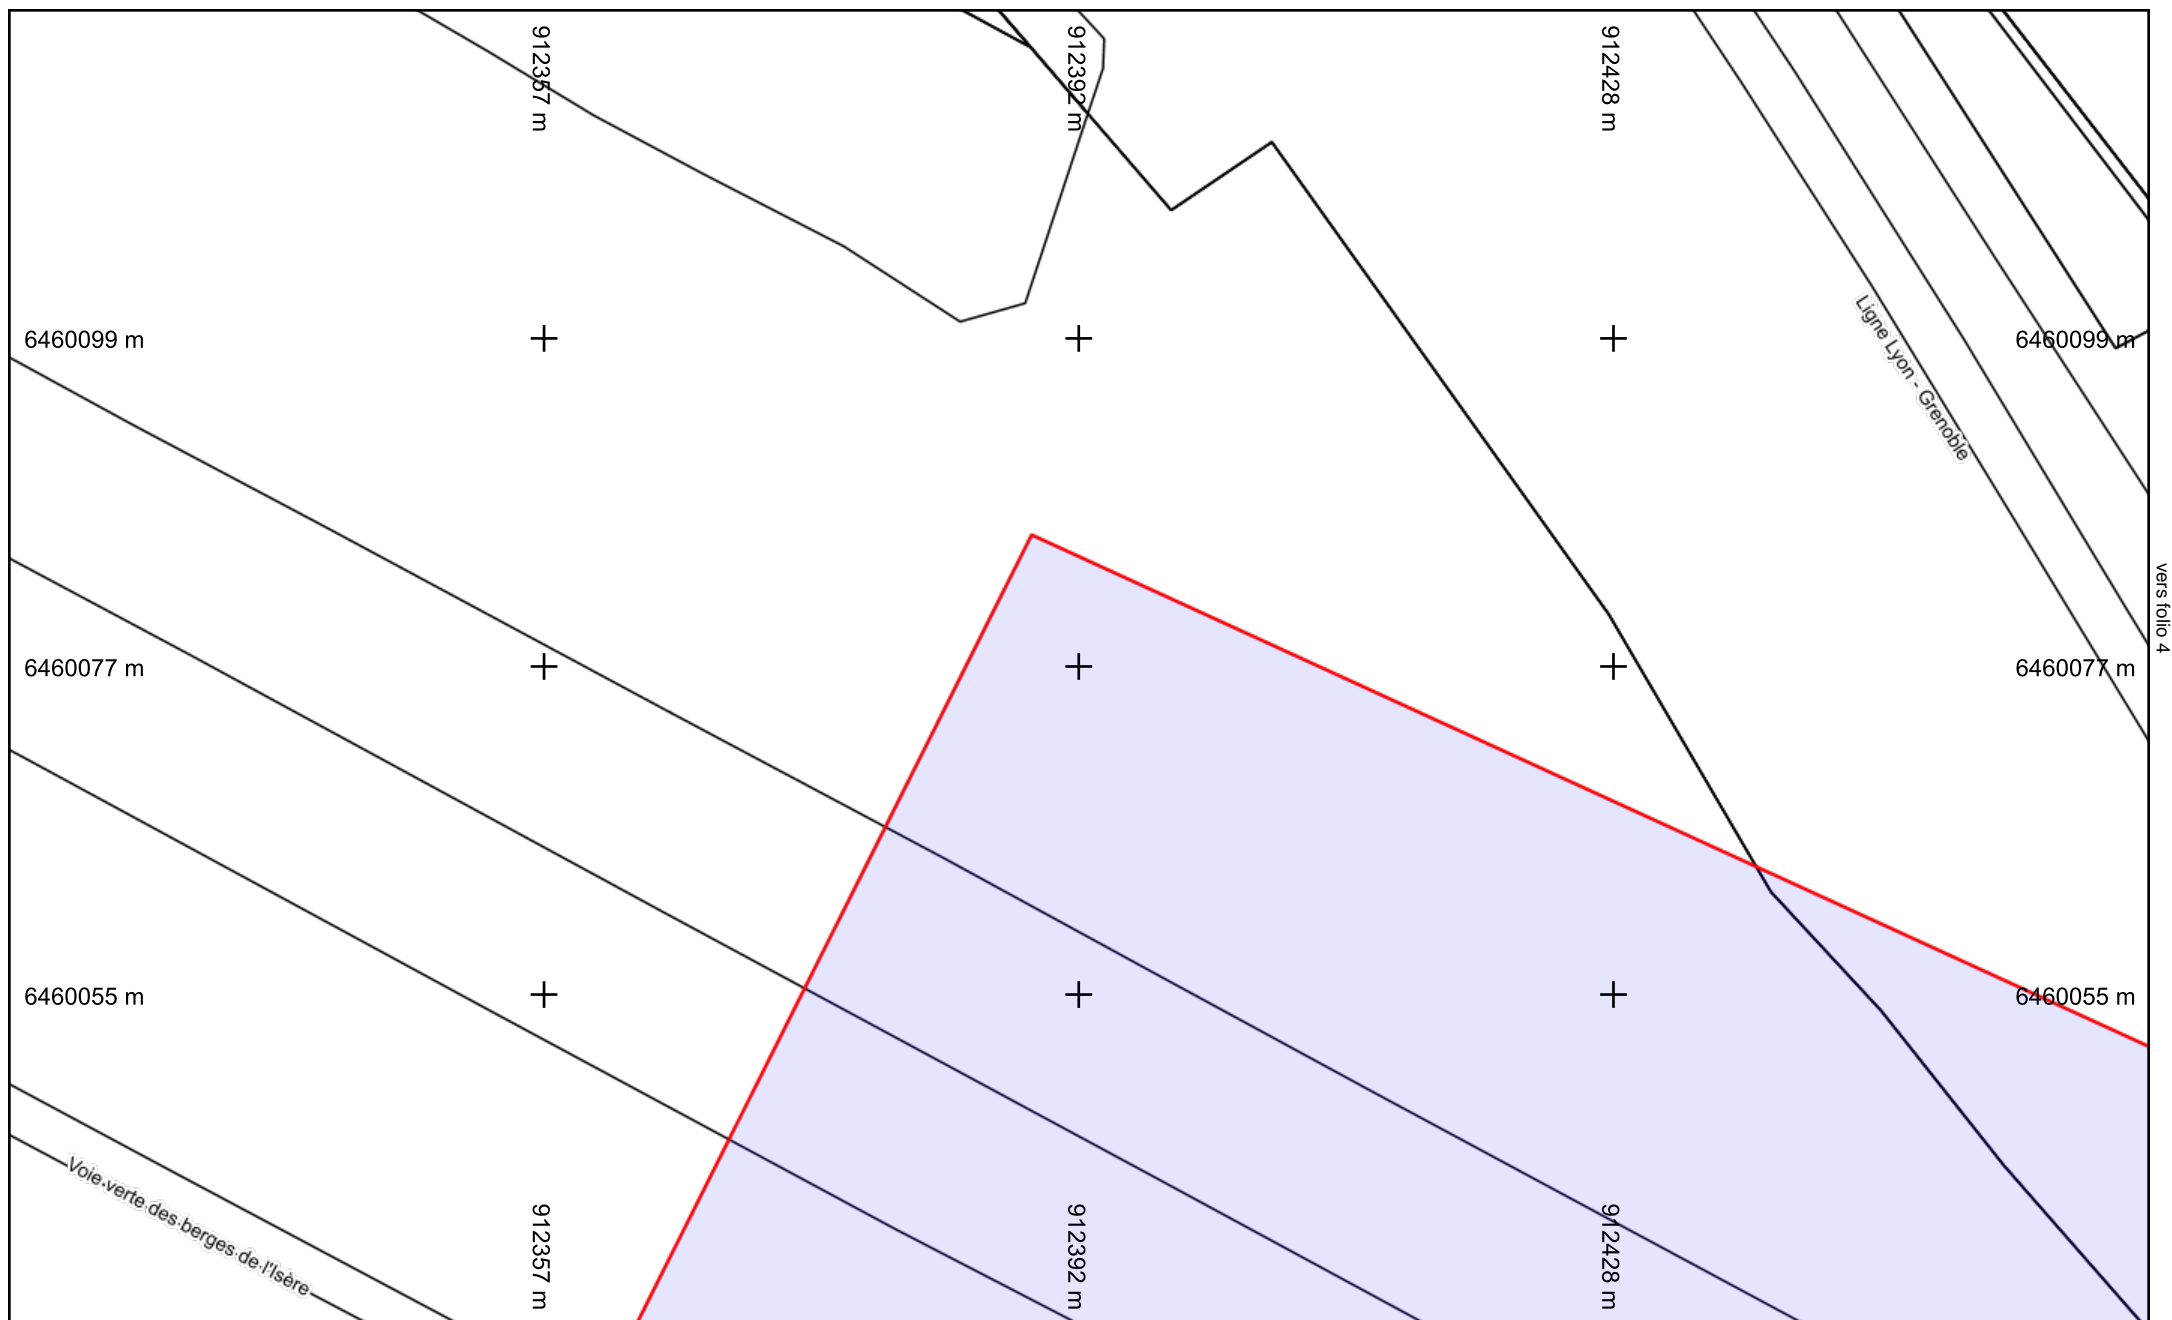 912357 m
912392 m
912428 m
6460099 m
6460099 m
Ligne Lyon - Grenoble
vers folio 4
6460077 m
6460077 m
6460055 m
6460055 m
Voie verte des berges de l'Isère
912357 m
912392 m
912428 m